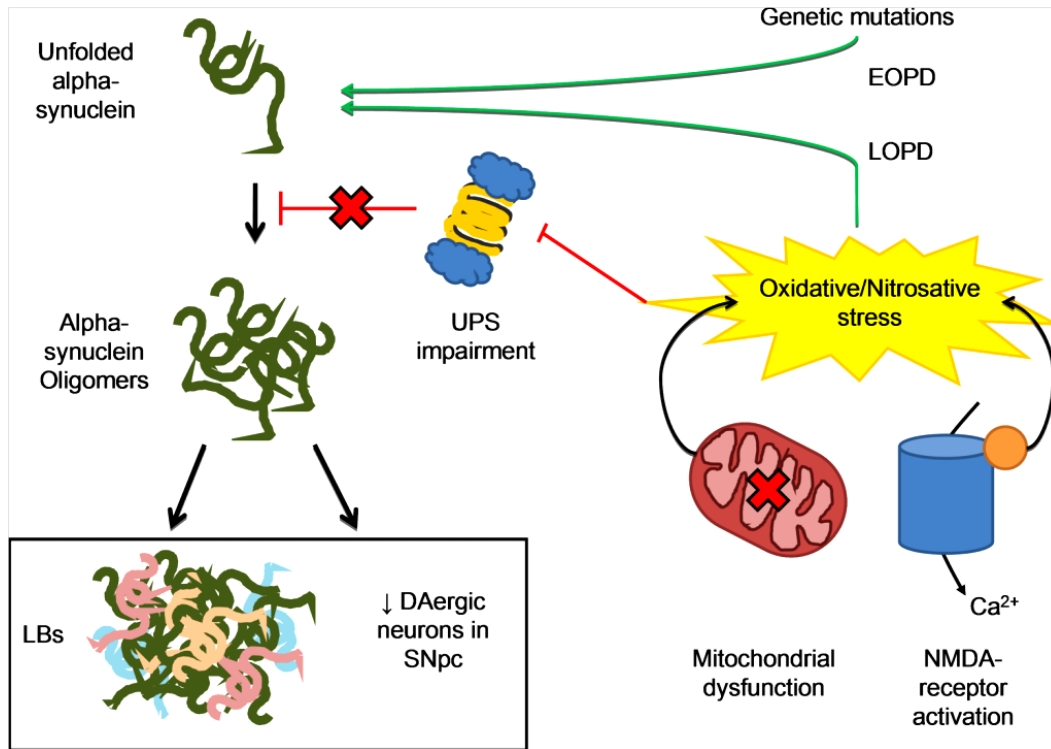 Genetic mutations
Unfolded
alpha-
synuclein
EOPD
LOPD
Oxidative/Nitrosative
stress
Alpha-
synuclein
Oligomers
UPS
impairment
LBs
↓ DAergic
neurons in
SNpc
Ca²⁺
Mitochondrial
dysfunction
NMDA-
receptor
activation